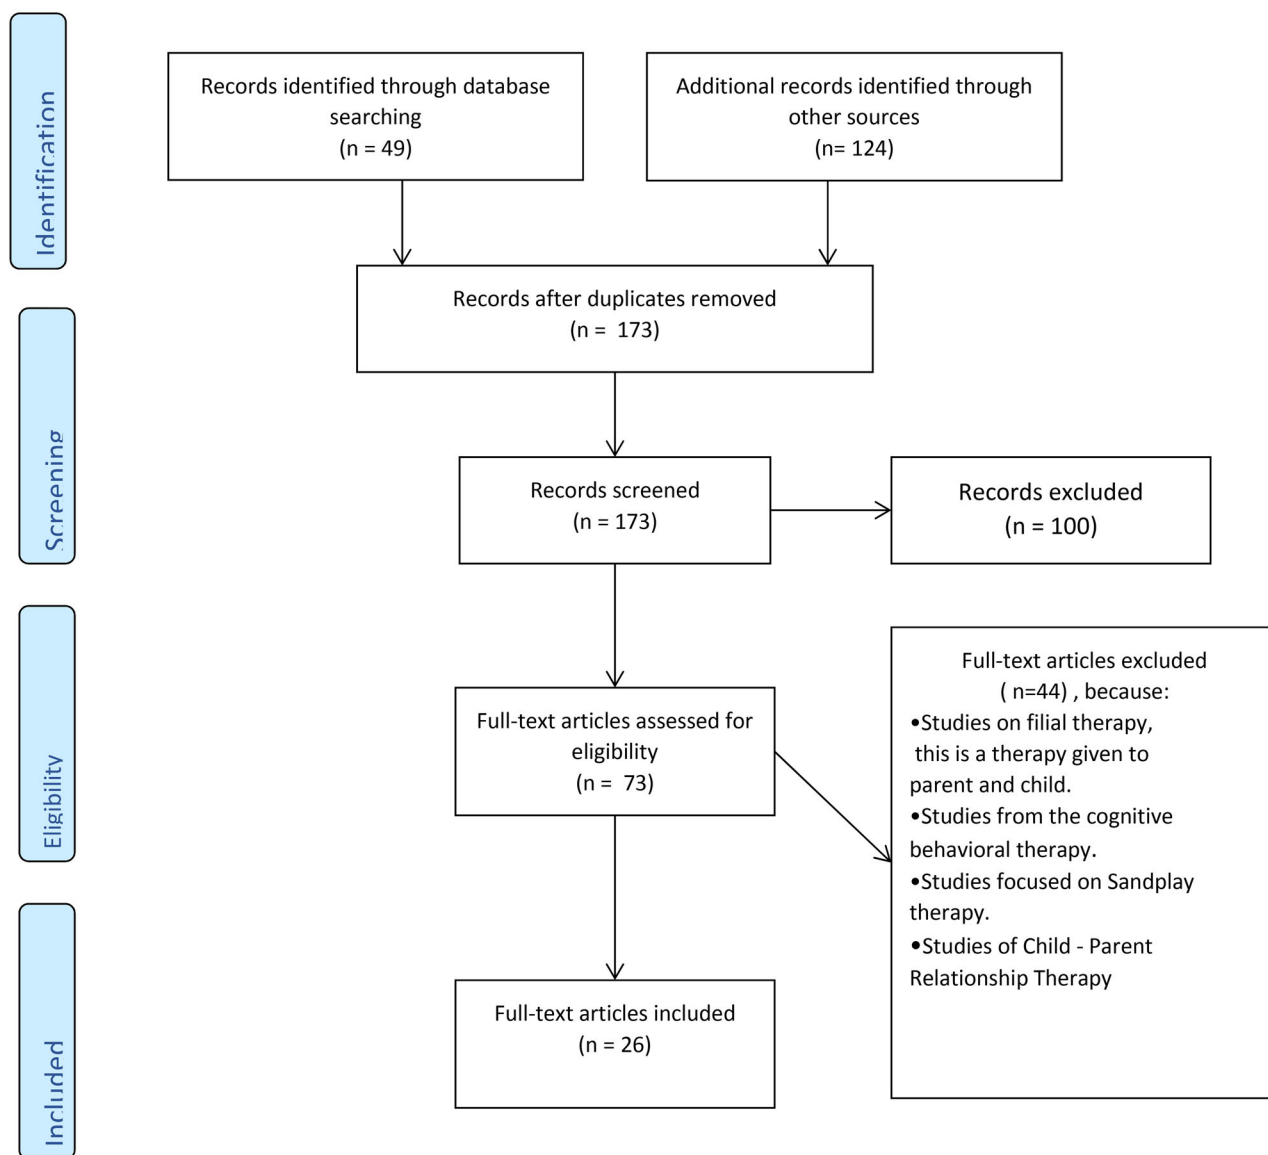 Identification
Records identified through database
searching
(n = 49)
Additional records identified through
other sources
(n= 124)
Records after duplicates removed
(n =  173)
Screening
Records screened
(n = 173)
Records excluded
(n = 100)
Eligibility
Full-text articles assessed for
eligibility
(n =  73)
Full-text articles excluded
( n=44) , because:
•Studies on filial therapy,
this is a therapy given to
parent and child.
•Studies from the cognitive
behavioral therapy.
•Studies focused on Sandplay
therapy.
•Studies of Child - Parent
Relationship Therapy
Included
Full-text articles included
(n = 26)